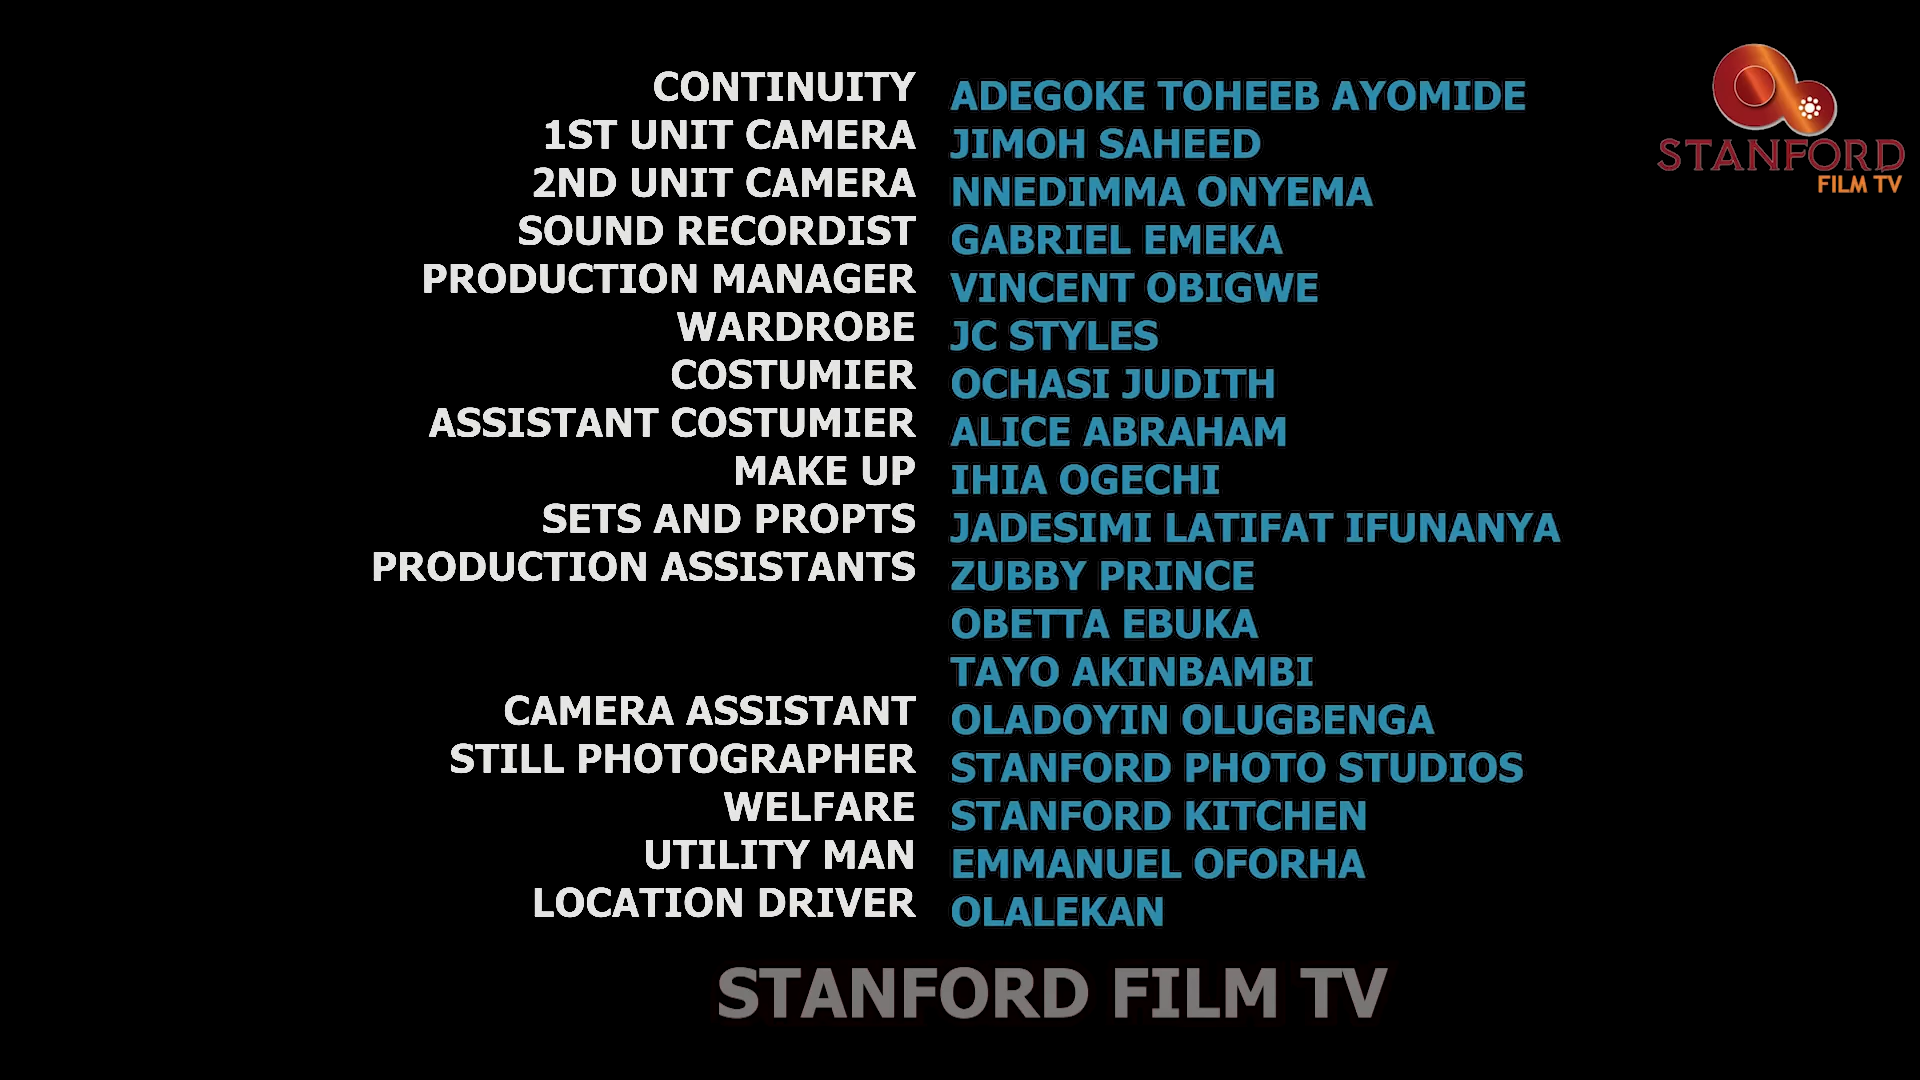 CONTINUITY ADEGOKE TOHEEB AYOMIDE
1ST UNIT CAMERA JIMOH SAHEED
2ND UNIT CAMERA NNEDIMMA ONYEMA
SOUND RECORDIST GABRIEL EMEKA
PRODUCTION MANAGER VINCENT OBIGWE
WARDROBE JC STYLES
COSTUMIER OCHASI JUDITH
ASSISTANT COSTUMIER ALICE ABRAHAM
MAKE UP IHIA OGECHI
SETS AND PROPTS JADESIMI LATIFAT IFUNANYA
PRODUCTION ASSISTANTS ZUBBY PRINCE
OBETTA EBUKA
TAYO AKINBAMBI
CAMERA ASSISTANT OLADOYIN OLUGBENGA
STILL PHOTOGRAPHER STANFORD PHOTO STUDIOS
WELFARE STANFORD KITCHEN
UTILITY MAN EMMANUEL OFORHA
LOCATION DRIVER OLALEKAN
STANFORD FILM TV
STANFORD
FILM TV